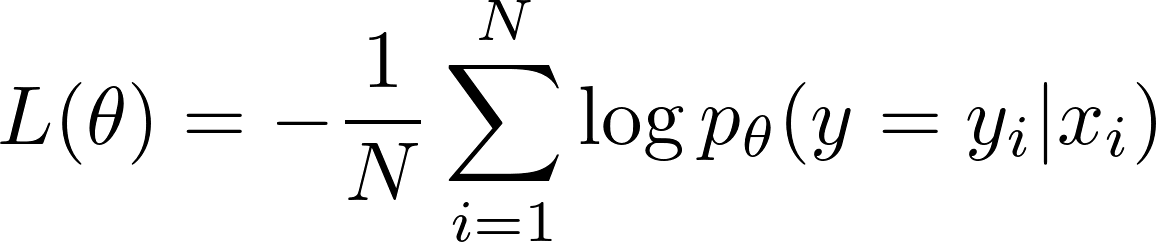 L(θ) = -\frac{1}{N} \sum_{i=1}^{N} \log p_θ(y = y_i|x_i)